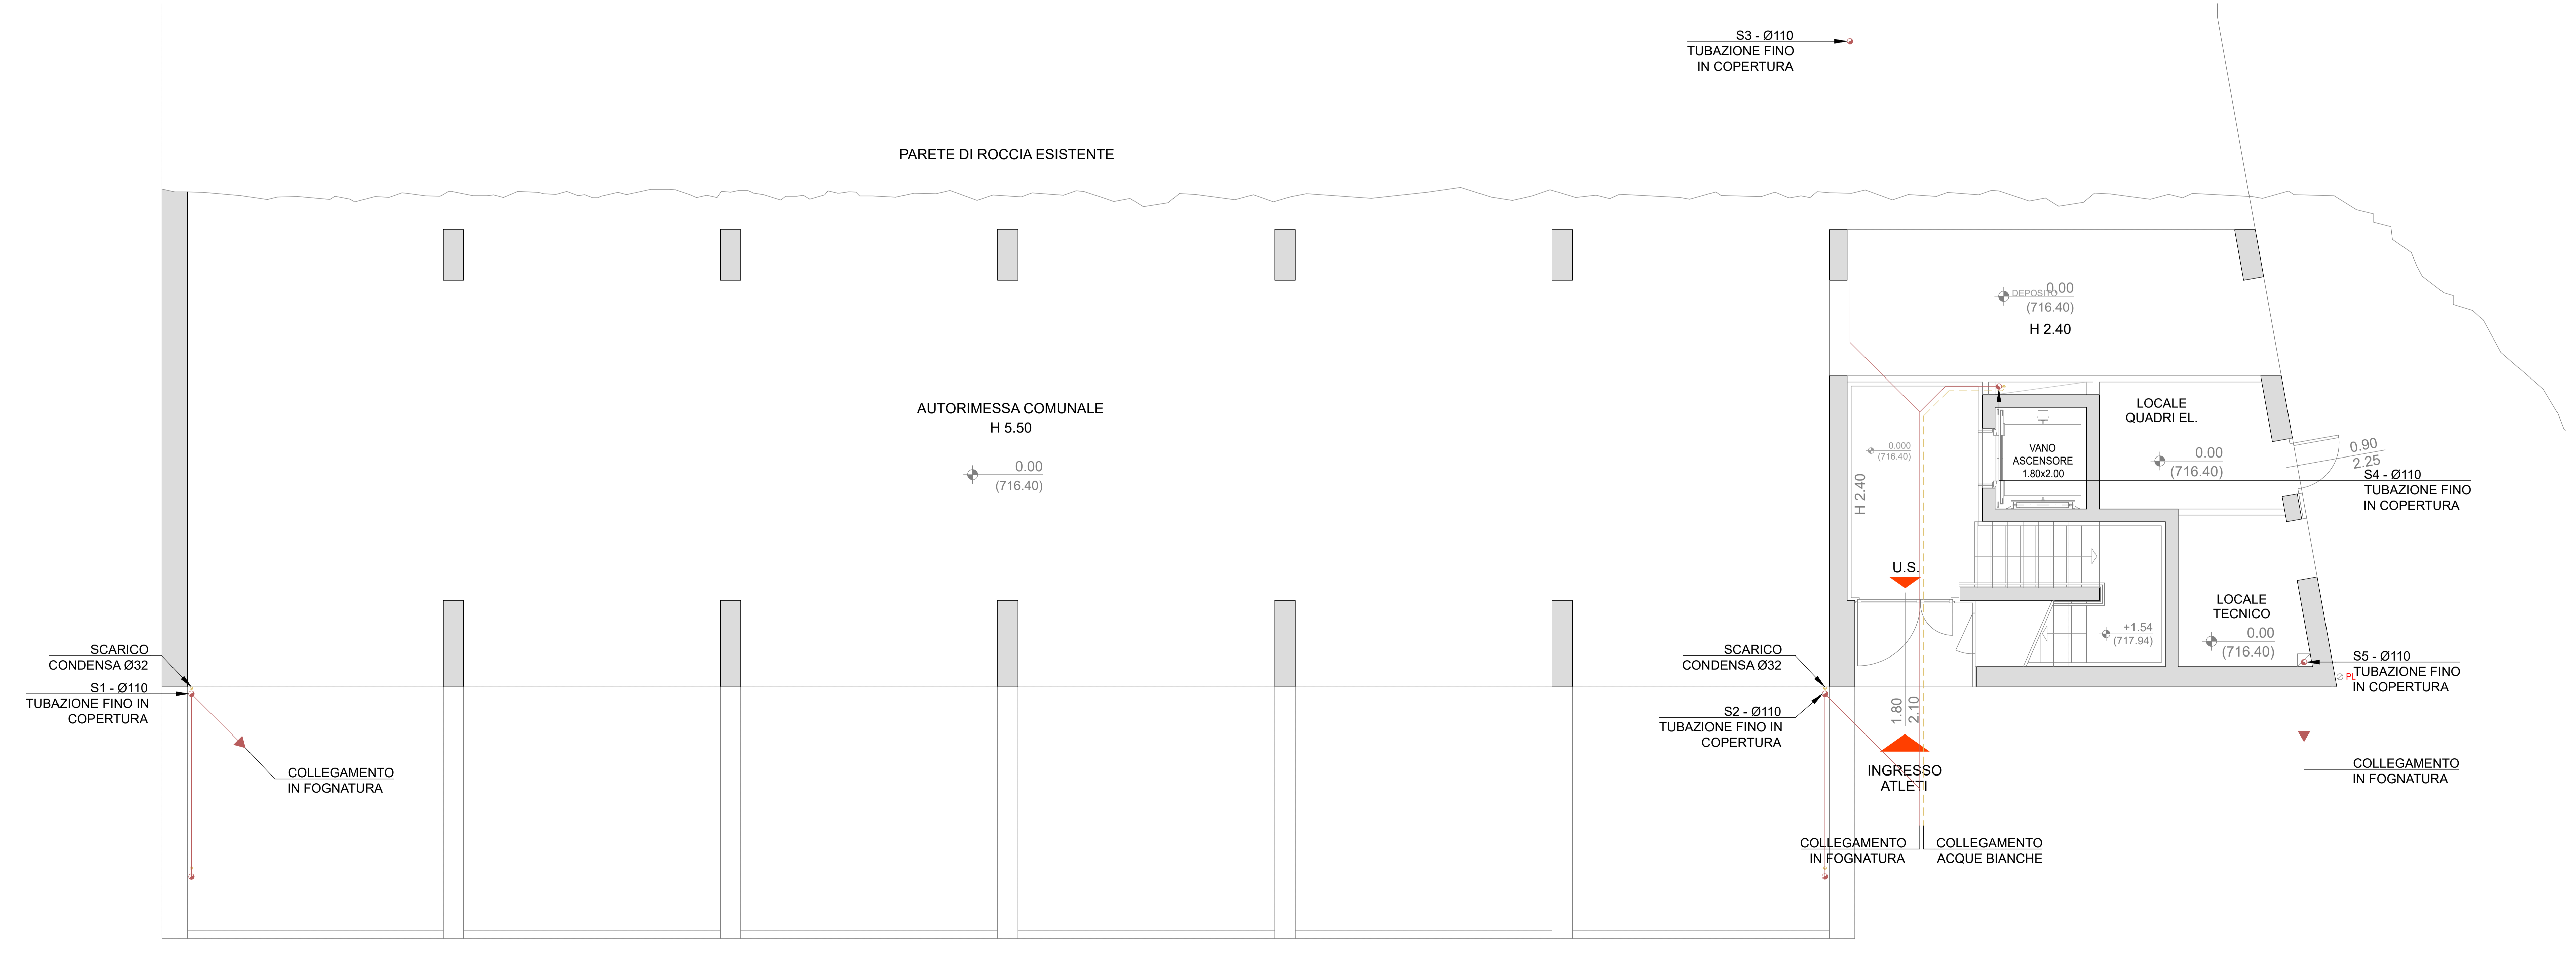 S3 - Ø110
TUBAZIONE FINO
IN COPERTURA
PARETE DI ROCCIA ESISTENTE
DEPOSITO
0.00
(716.40)
H 2.40
AUTORIMESSA COMUNALE
H 5.50
0.00
(716.40)
0.000
(716.40)
H 2.40
VANO
ASCENSORE
1.80x2.00
LOCALE
QUADRI EL.
0.00
(716.40)
0.90
2.25
S4 - Ø110
TUBAZIONE FINO
IN COPERTURA
U.S.
LOCALE
TECNICO
0.00
(716.40)
+1.54
(717.94)
SCARICO
CONDENSA Ø32
S1 - Ø110
TUBAZIONE FINO IN
COPERTURA
COLLEGAMENTO
IN FOGNATURA
SCARICO
CONDENSA Ø32
S2 - Ø110
TUBAZIONE FINO IN
COPERTURA
1.80
2.10
INGRESSO
ATLETI
COLLEGAMENTO
IN FOGNATURA
COLLEGAMENTO
ACQUE BIANCHE
PL
S5 - Ø110
TUBAZIONE FINO
IN COPERTURA
COLLEGAMENTO
IN FOGNATURA